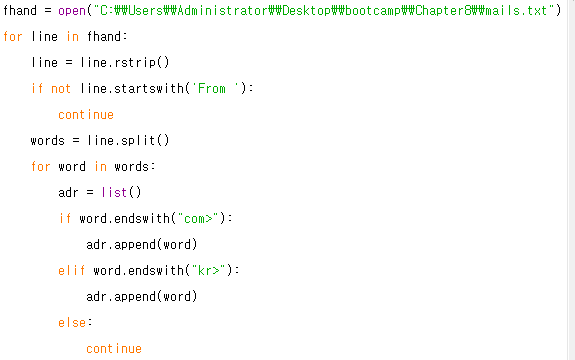 fhand = open("C:₩₩Users₩₩Administrator₩₩Desktop₩₩bootcamp₩₩Chapter8₩₩mails.txt")
for line in fhand:
    line = line.rstrip()
    if not line.startswith('From '):
        continue
    words = line.split()
    for word in words:
        adr = list()
        if word.endswith("com>"):
            adr.append(word)
        elif word.endswith("kr>"):
            adr.append(word)
        else:
            continue